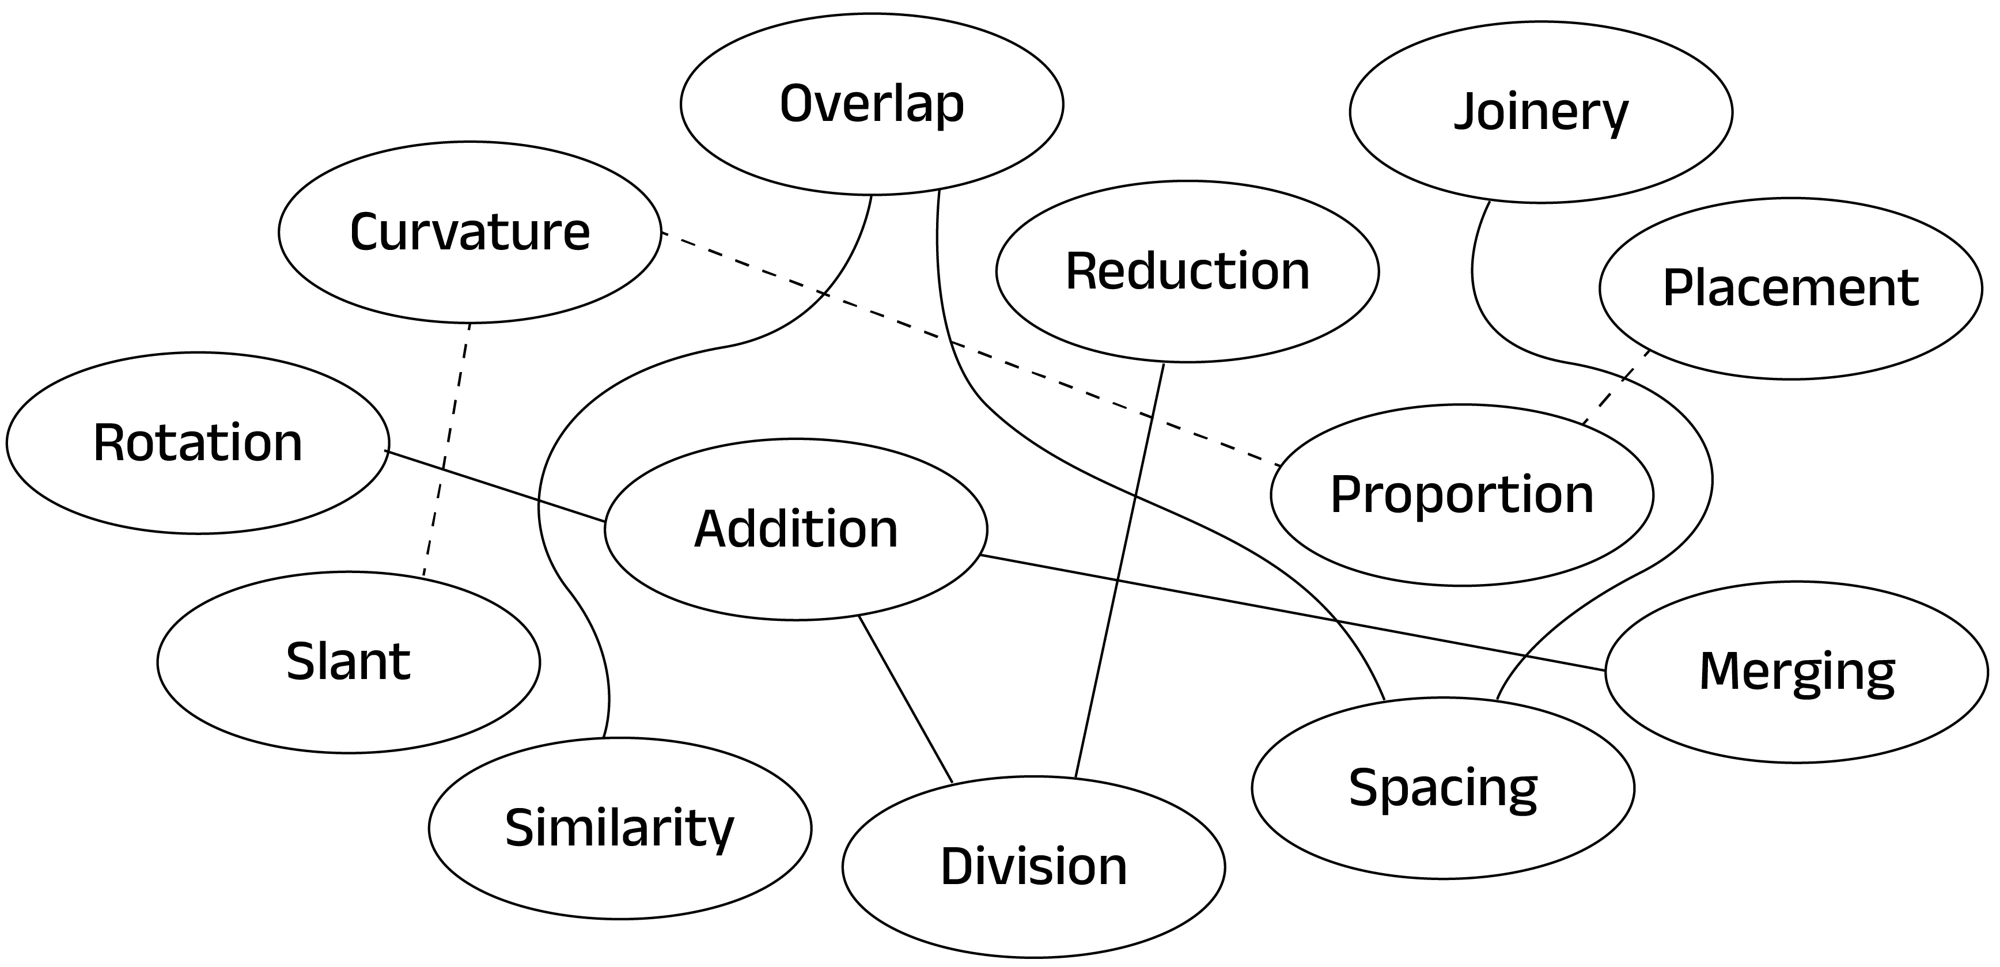 Overlap
Joinery
Curvature
Reduction
Placement
Rotation
Addition
Proportion
Slant
Merging
Similarity
Division
Spacing